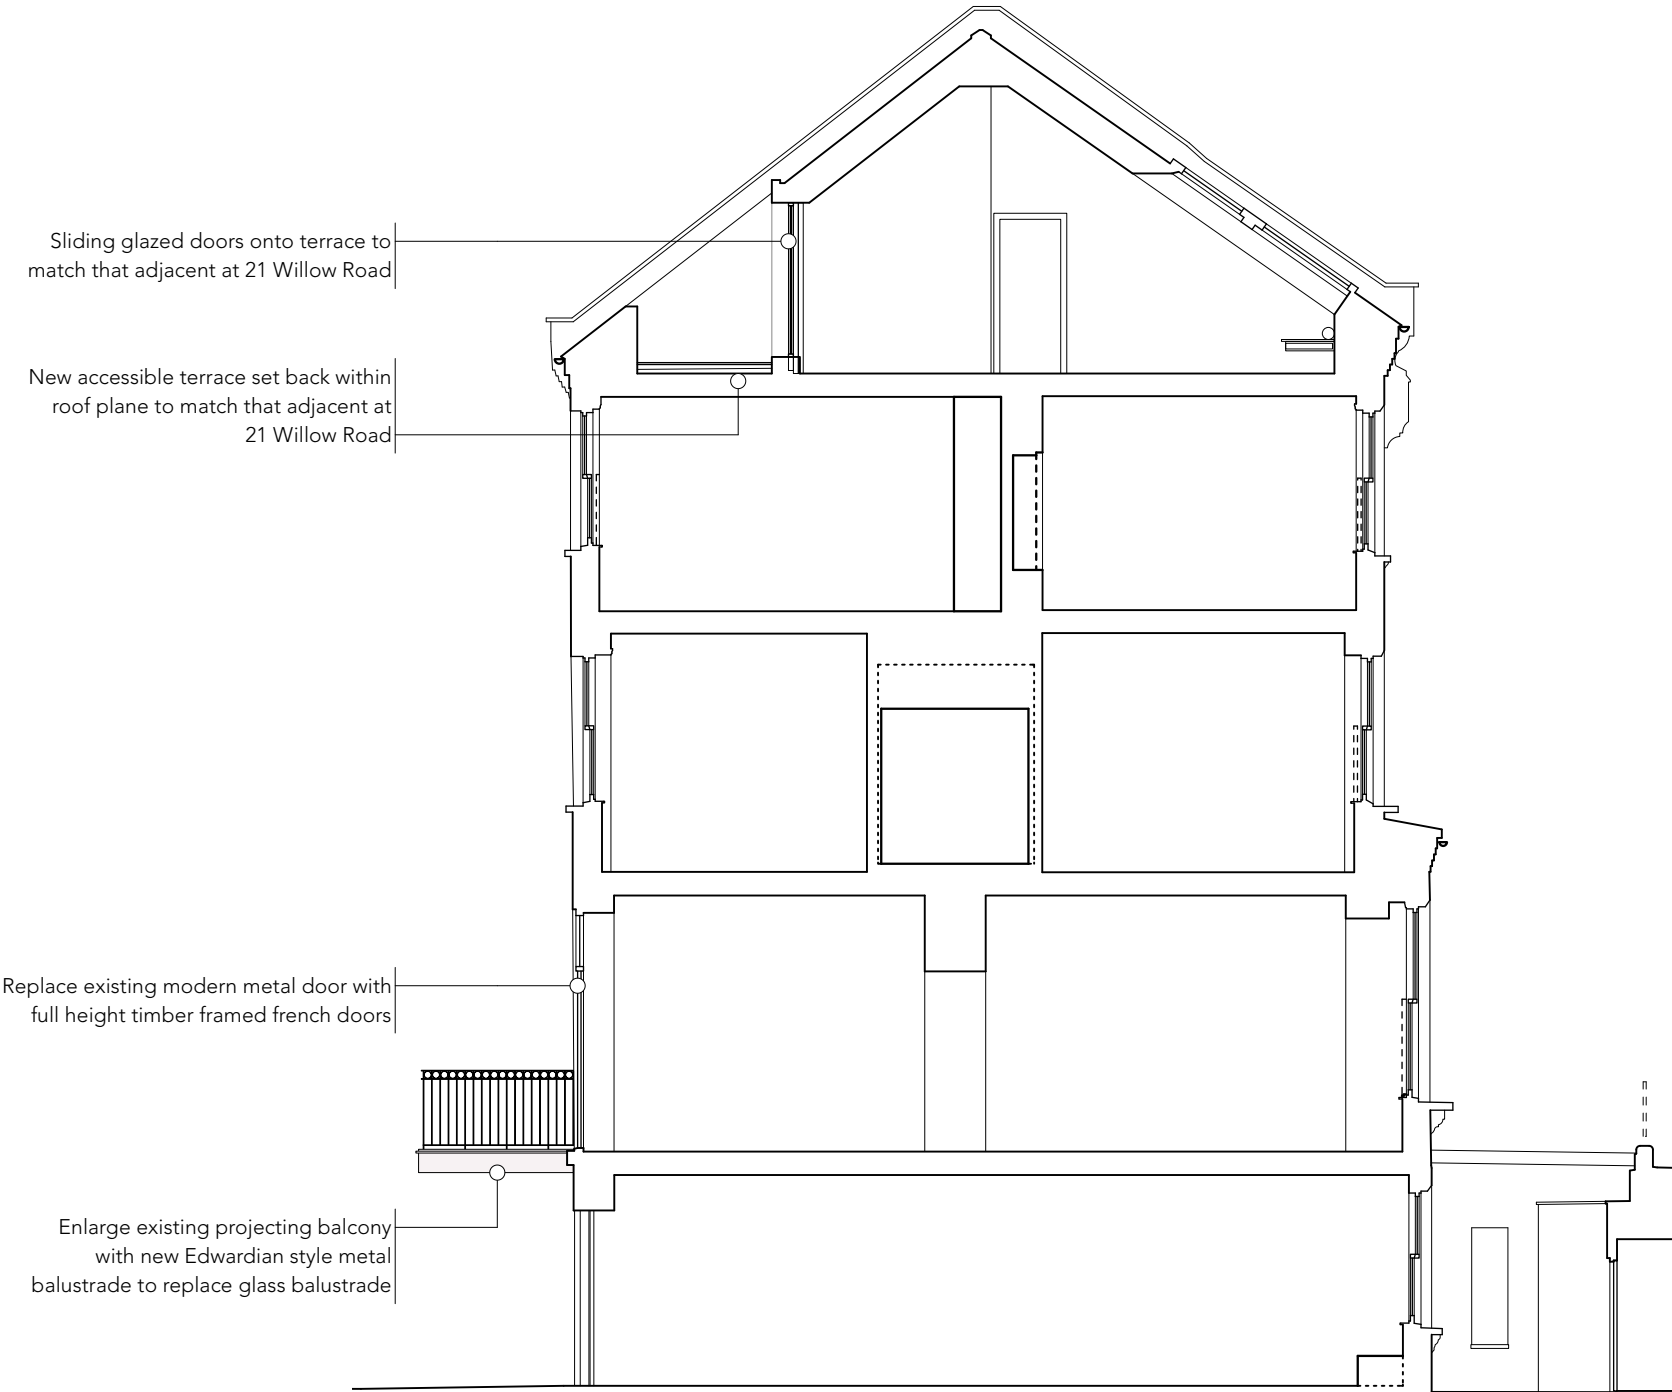 Sliding glazed doors onto terrace to
match that adjacent at 21 Willow Road
New accessible terrace set back within
roof plane to match that adjacent at
21 Willow Road
Replace existing modern metal door with
full height timber framed french doors
Enlarge existing projecting balcony
with new Edwardian style metal
balustrade to replace glass balustrade